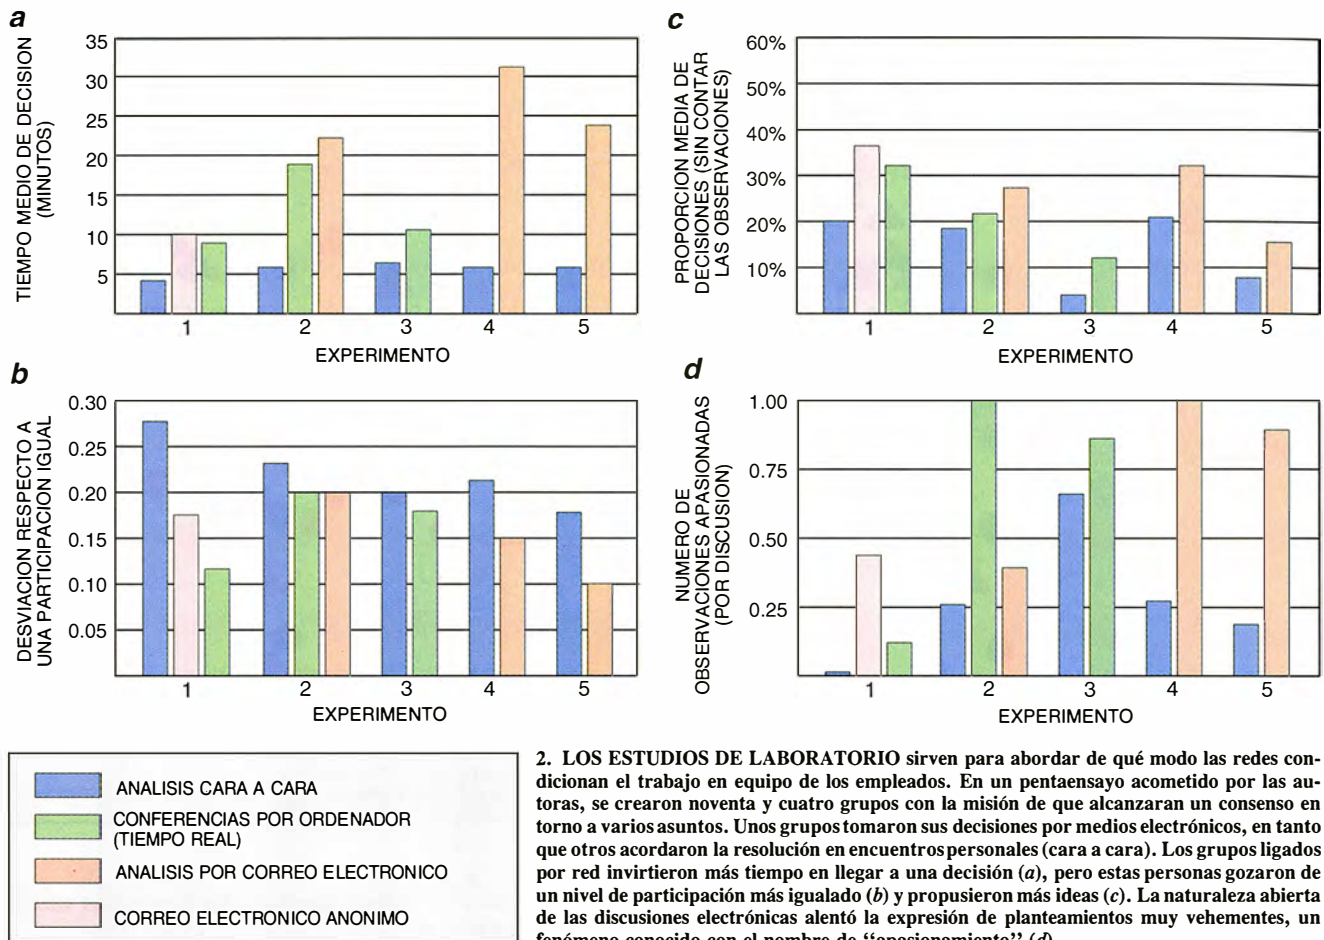 a
TIEMPO MEDIO DE DECISION
(MINUTOS)
35
30
25
20
15
10
5
1 2 3 4 5
EXPERIMENTO
c
PROPORCION MEDIA DE
DECISIONES (SIN CONTAR
LAS OBSERVACIONES)
60%
50%
40%
30%
20%
10%
1 2 3 4 5
EXPERIMENTO
b
DESVIACION RESPECTO A
UNA PARTICIPACION IGUAL
0.30
0.25
0.20
0.15
0.10
0.05
1 2 3 4 5
EXPERIMENTO
d
NUMERO DE
OBSERVACIONES APASIONADAS
(POR DISCUSION)
1.00
0.75
0.50
0.25
1 2 3 4 5
EXPERIMENTO
ANALISIS CARA A CARA
CONFERENCIAS POR ORDENADOR
(TIEMPO REAL)
ANALISIS POR CORREO ELECTRONICO
CORREO ELECTRONICO ANONIMO
2. LOS ESTUDIOS DE LABORATORIO sirven para abordar de qué modo las redes con-
dicionan el trabajo en equipo de los empleados. En un pentaensayo acometido por las au-
toras, se crearon noventa y cuatro grupos con la misión de que alcanzaran un consenso en
torno a varios asuntos. Unos grupos tomaron sus decisiones por medios electrónicos, en tanto
que otros acordaron la resolución en encuentros personales (cara a cara). Los grupos ligados
por red invirtieron más tiempo en llegar a una decisión (a), pero estas personas gozaron de
un nivel de participación más igualado (b) y propusieron más ideas (c). La naturaleza abierta
de las discusiones electrónicas alentó la expresión de planteamientos muy vehementes, un
fenómeno conocido con el nombre de "apasionamiento" (d).